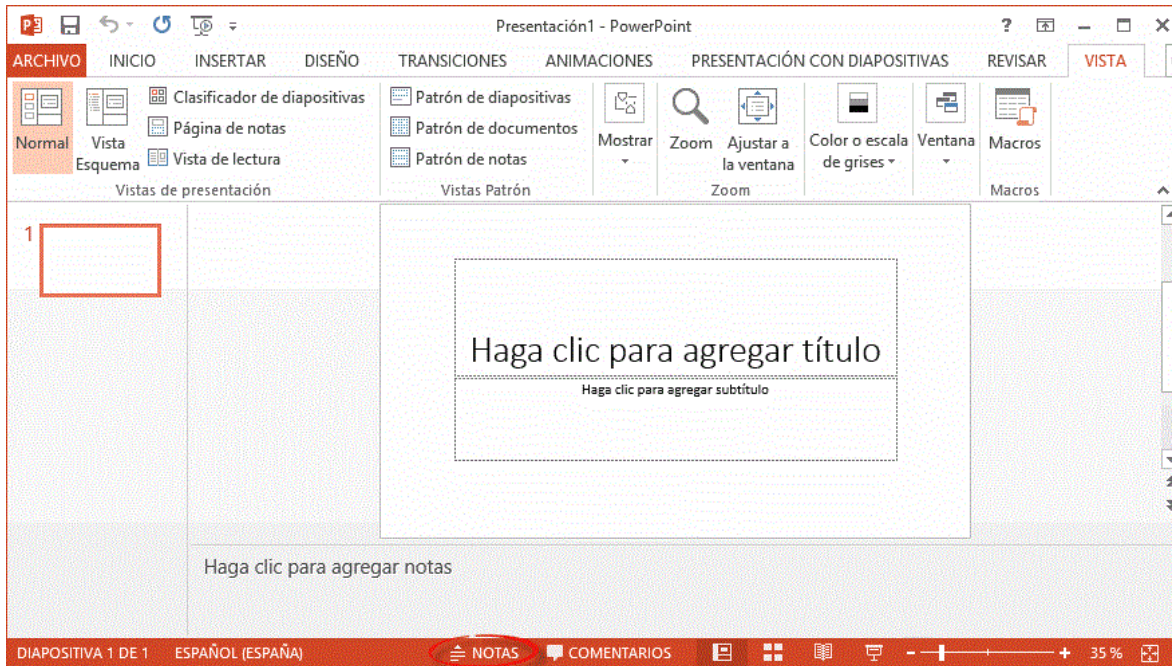 Presentación1 - PowerPoint
ARCHIVO INICIO INSERTAR DISEÑO TRANSICIONES ANIMACIONES PRESENTACIÓN CON DIAPOSITIVAS REVISAR VISTA
Normal
Vista
Esquema
Clasificador de diapositivas
Página de notas
Vista de lectura
Vistas de presentación
Patrón de diapositivas
Patrón de documentos
Patrón de notas
Vistas Patrón
Mostrar
Zoom
Ajustar a
la ventana
Zoom
Color o escala
de grises
Ventana
Macros
Macros
1
Haga clic para agregar título
Haga clic para agregar subtítulo
Haga clic para agregar notas
DIAPOSITIVA 1 DE 1 ESPAÑOL (ESPAÑA) NOTAS COMENTARIOS 35 %